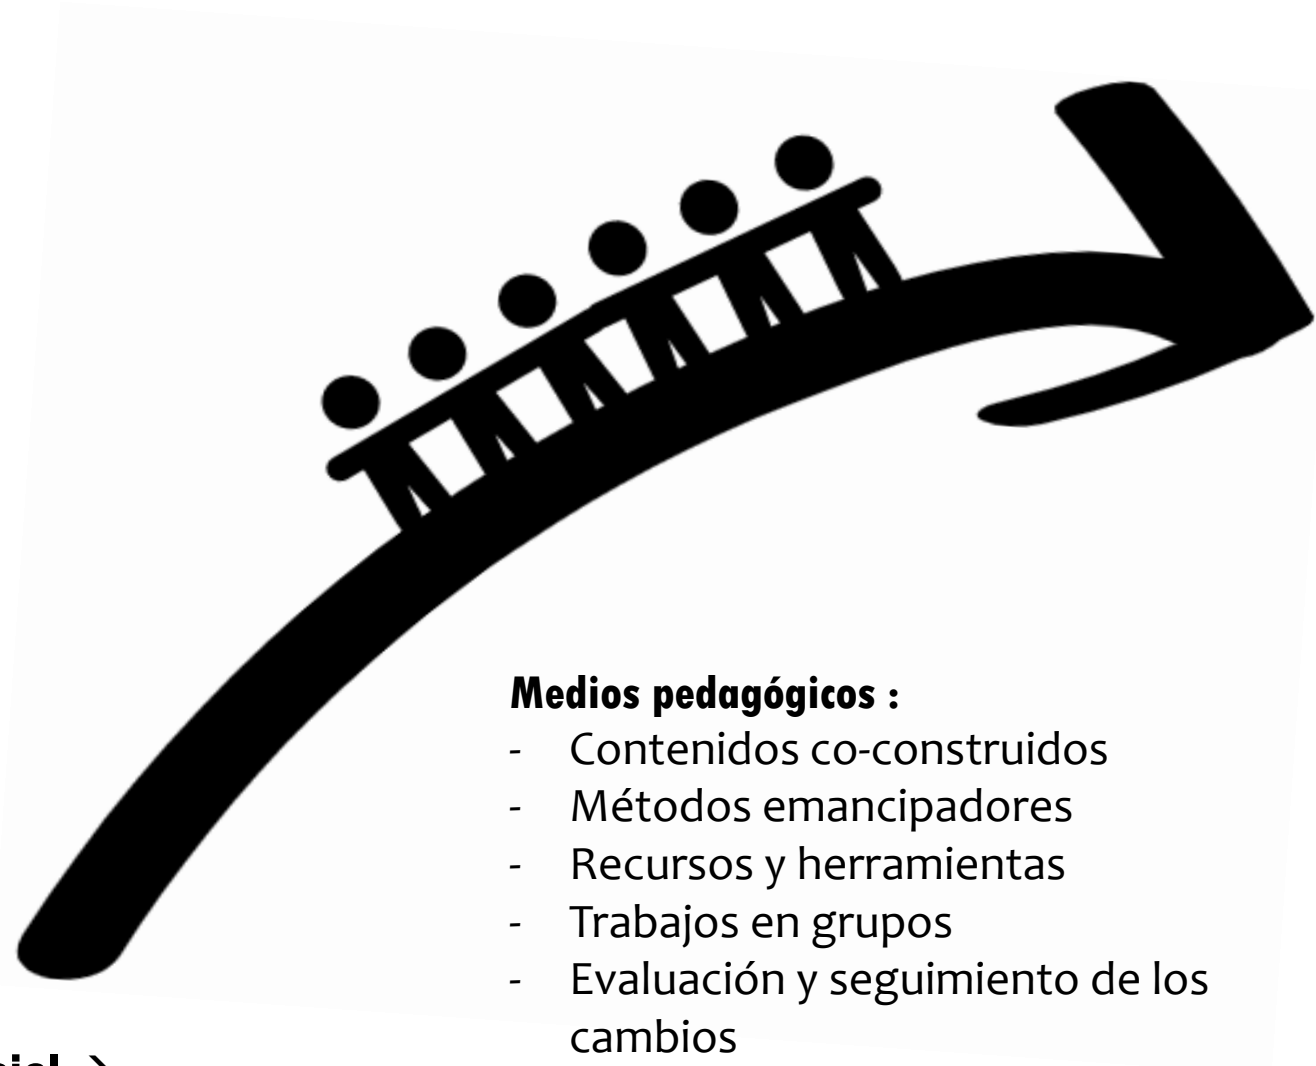 Medios pedagógicos :
- Contenidos co-construidos
- Métodos emancipadores
- Recursos y herramientas
- Trabajos en grupos
- Evaluación y seguimiento de los
cambios